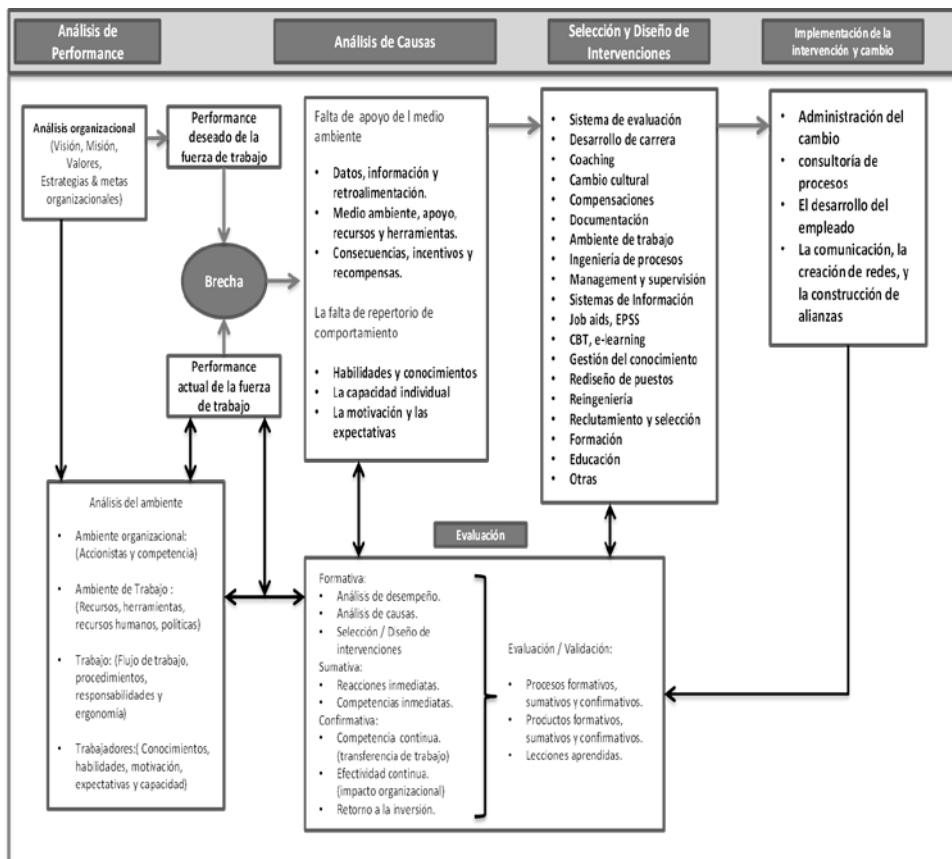 Análisis de
Performance
Análisis de Causas
Selección y Diseño de
Intervenciones
Implementación de la
intervención y cambio
Análisis organizacional
(Visión, Misión,
Valores,
Estrategias & metas
organizacionales)
Performance
deseado de la
fuerza de trabajo
Brecha
Performance
actual de la fuerza
de trabajo
Análisis del ambiente
• Ambiente organizacional:
(Accionistas y competencia)
• Ambiente de Trabajo :
(Recursos, herramientas,
recursos humanos, políticas)
• Trabajo: (Flujo de trabajo,
procedimientos,
responsabilidades y
ergonomía)
• Trabajadores:( Conocimientos,
habilidades, motivación,
expectativas y capacidad)
Falta de apoyo de l medio
ambiente
• Datos, información y
retroalimentación.
• Medio ambiente, apoyo,
recursos y herramientas.
• Consecuencias, incentivos y
recompensas.
La falta de repertorio de
comportamiento
• Habilidades y conocimientos
• La capacidad individual
• La motivación y las
expectativas
• Sistema de evaluación
• Desarrollo de carrera
• Coaching
• Cambio cultural
• Compensaciones
• Documentación
• Ambiente de trabajo
• Ingeniería de procesos
• Management y supervisión
• Sistemas de Información
• Job aids, EPSS
• CBT, e-learning
• Gestión del conocimiento
• Rediseño de puestos
• Reingeniería
• Reclutamiento y selección
• Formación
• Educación
• Otras
• Administración del
cambio
• consultoría de
procesos
• El desarrollo del
empleado
• La comunicación, la
creación de redes, y
la construcción de
alianzas
Evaluación
Formativa:
• Análisis de desempeño.
• Análisis de causas.
• Selección / Diseño de
intervenciones
Sumativa:
• Reacciones inmediatas.
• Competencias inmediatas.
Confirmativa:
• Competencia continua.
(transferencia de trabajo)
• Efectividad continua.
(impacto organizacional)
• Retorno a la inversión.
Evaluación / Validación:
• Procesos formativos,
sumativos y confirmativos.
• Productos formativos,
sumativos y confirmativos.
• Lecciones aprendidas.